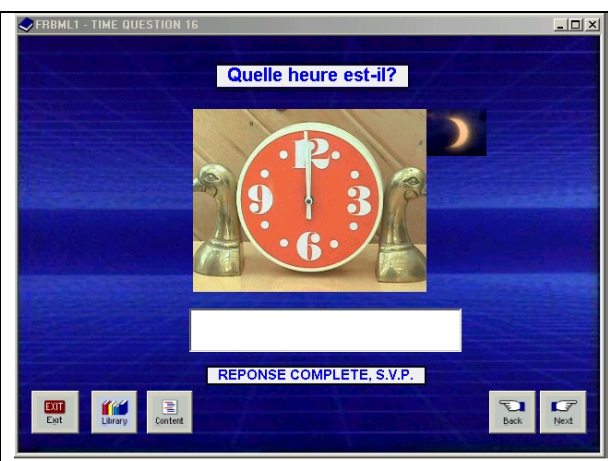 FRBML1 - TIME QUESTION 16
Quelle heure est-il?
12
9
3
6
REPONSE COMPLETE, S.V.P.
EXIT
Exit
Library
Content
Back
Next